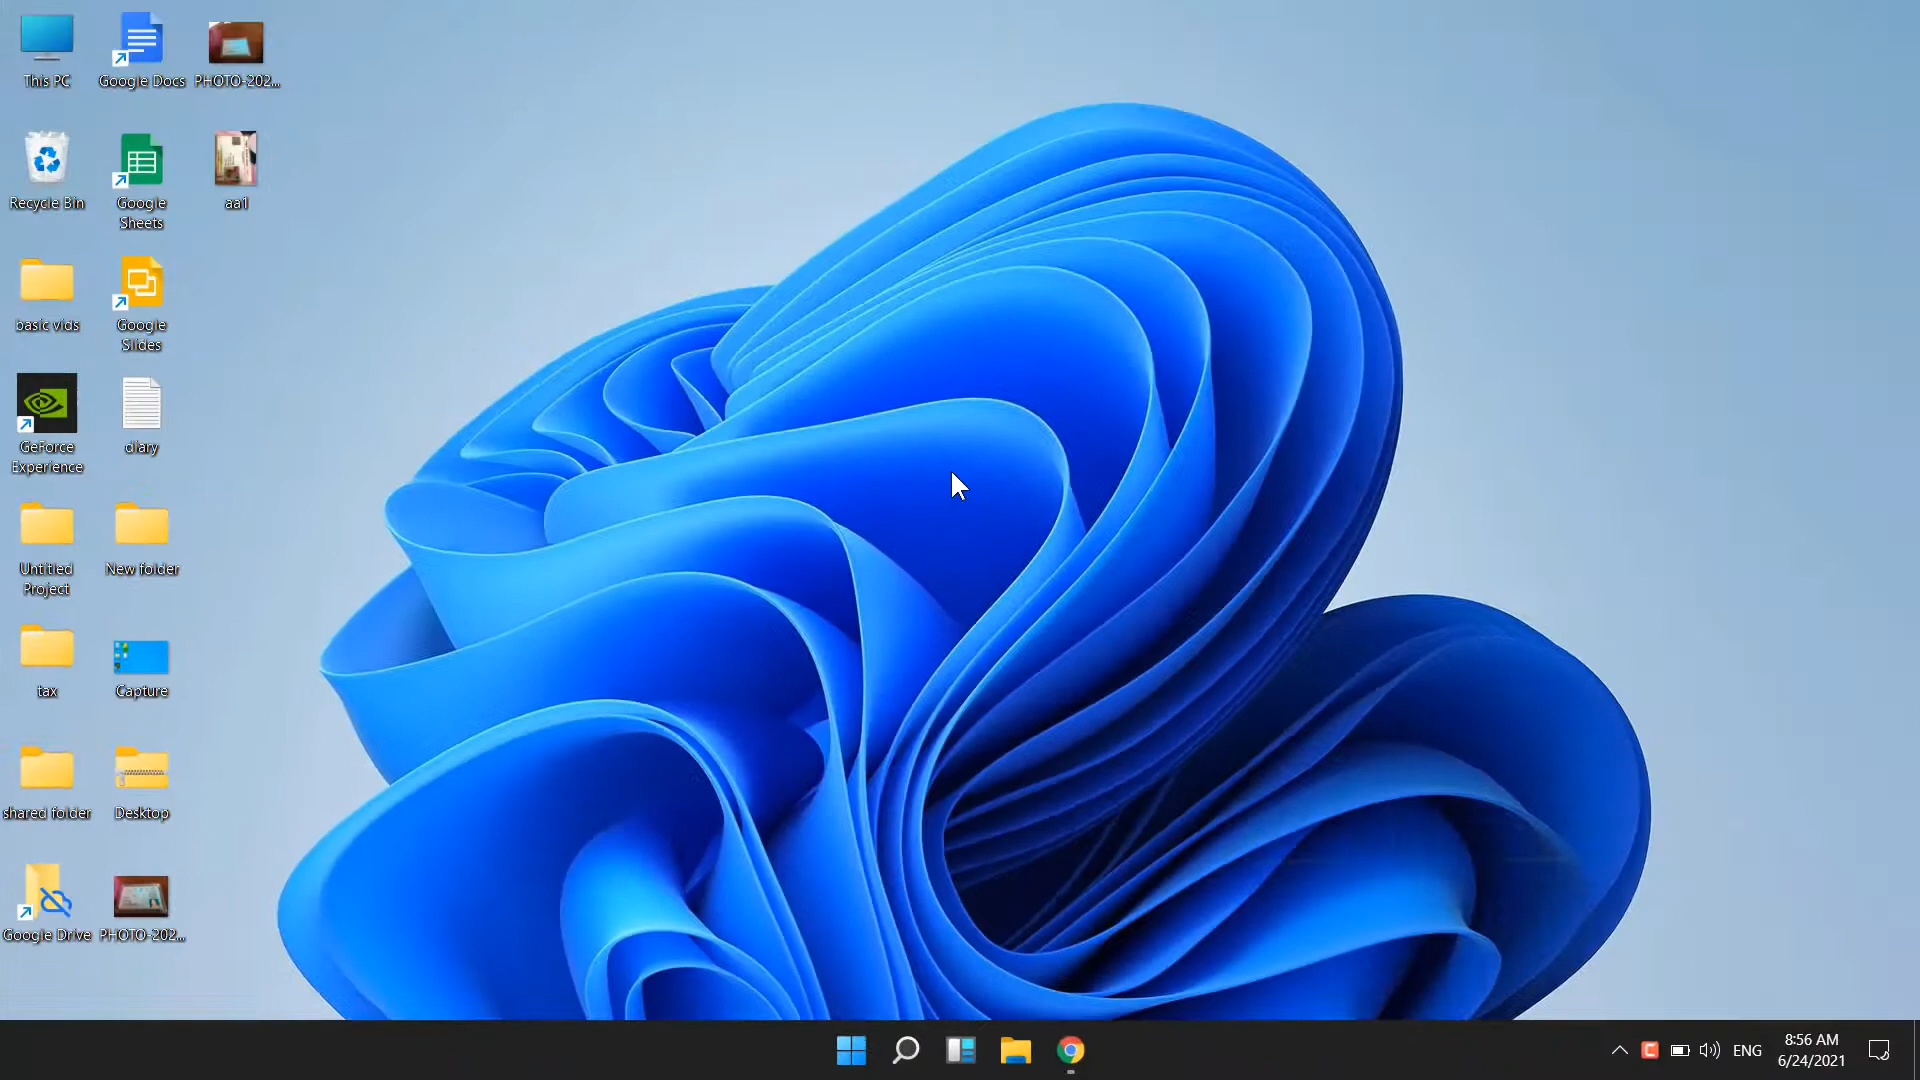 This PC
Google Docs
PHOTO-202...
Recycle Bin
Google
Sheets
aa1
basic vids
Google
Slides
GeForce
Experience
diary
Untitled
Project
New folder
tax
Capture
shared folder
Desktop
Google Drive
PHOTO-202...
ENG
8:56 AM
6/24/2021